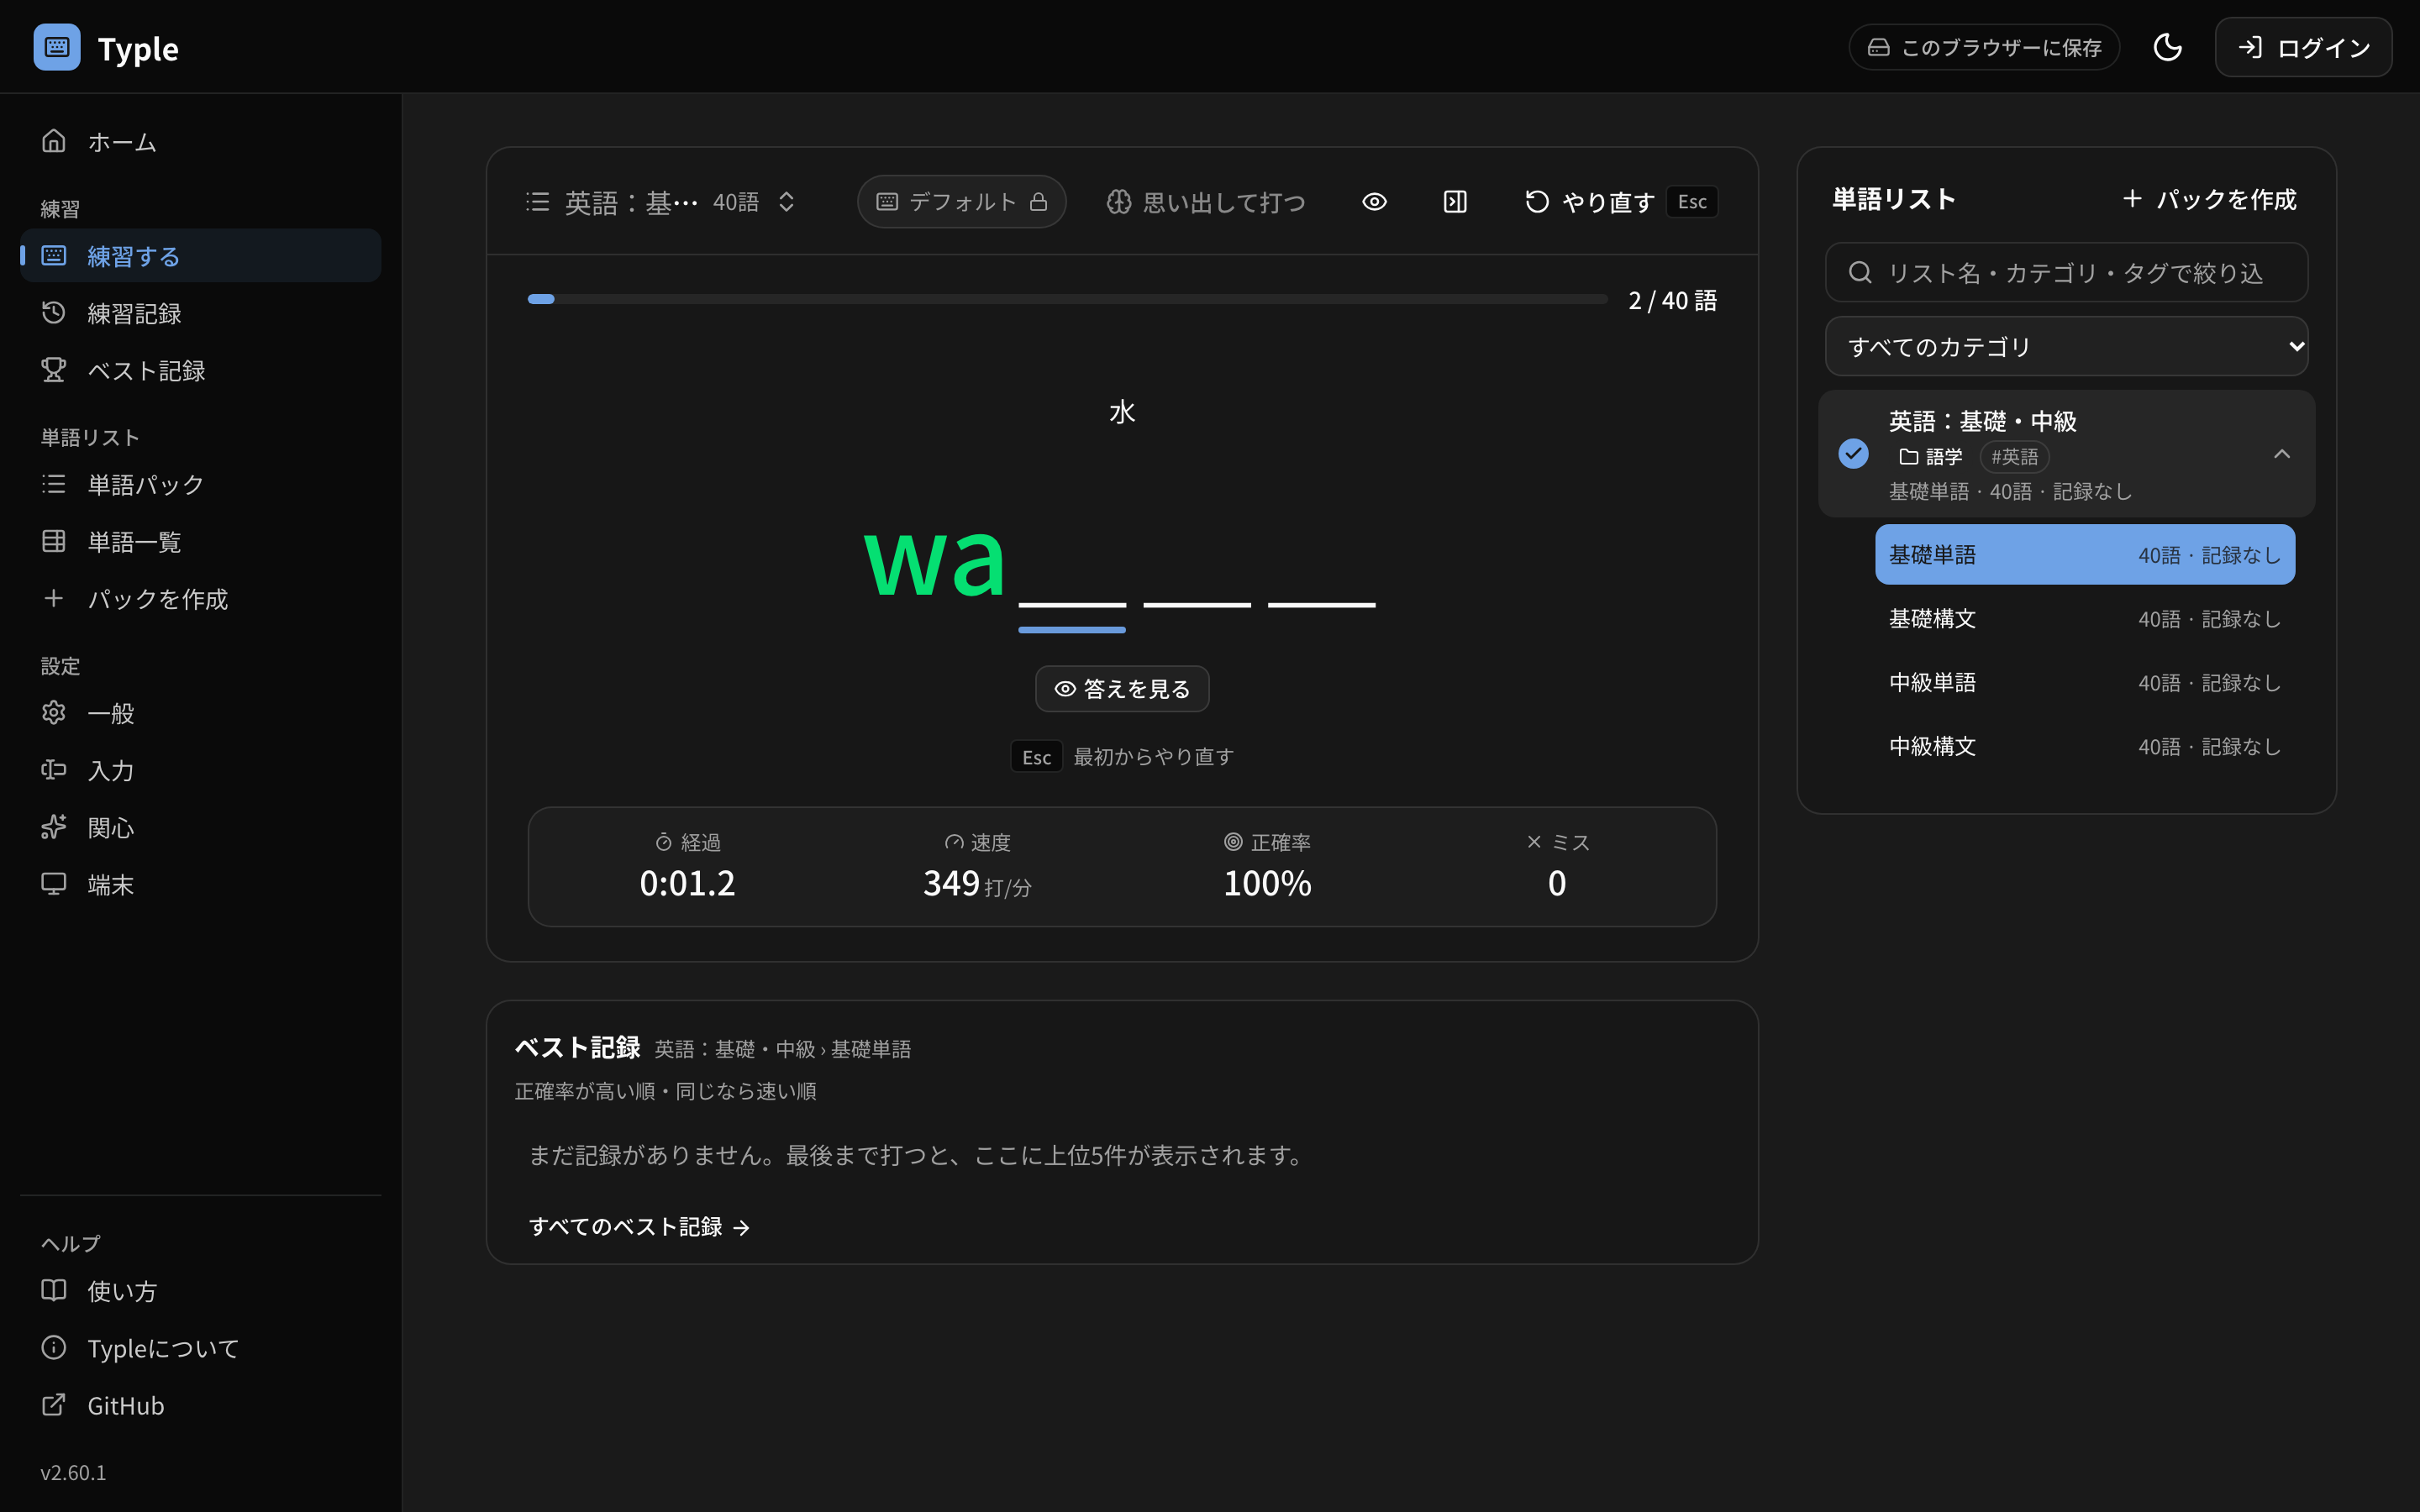 Typle
このブラウザーに保存
ログイン
ホーム
練習
練習する
練習記録
ベスト記録
単語リスト
単語パック
単語一覧
パックを作成
設定
一般
入力
関心
端末
ヘルプ
使い方
Typleについて
GitHub
v2.60.1
英語：基… 40語
デフォルト
思い出して打つ
やり直す Esc
2 / 40 語
水
wa___
答えを見る
Esc 最初からやり直す
経過
0:01.2
速度
349 打/分
正確率
100%
ミス
0
ベスト記録 英語：基礎・中級 › 基礎単語
正確率が高い順・同じなら速い順
まだ記録がありません。最後まで打つと、ここに上位5件が表示されます。
すべてのベスト記録 →
単語リスト
パックを作成
リスト名・カテゴリ・タグで絞り込
すべてのカテゴリ
英語：基礎・中級
語学 #英語
基礎単語 · 40語 · 記録なし
基礎単語 40語 · 記録なし
基礎構文 40語 · 記録なし
中級単語 40語 · 記録なし
中級構文 40語 · 記録なし